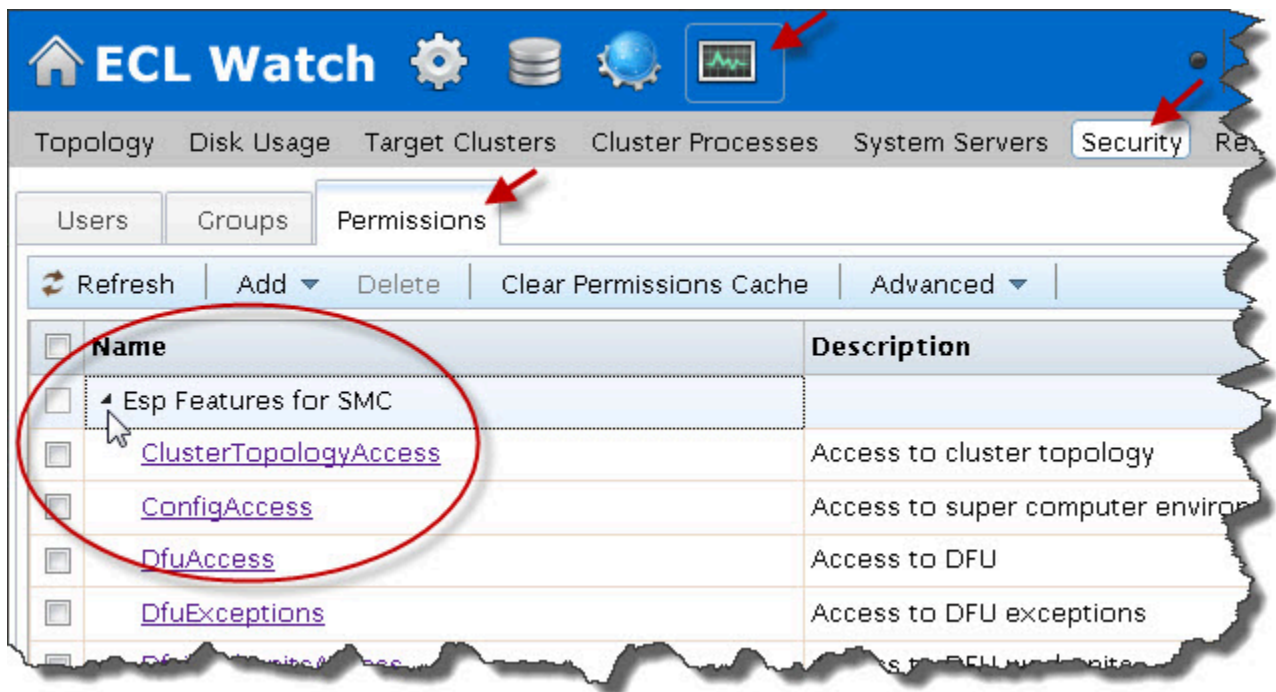 ECL Watch
Topology Disk Usage Target Clusters Cluster Processes System Servers Security
Users Groups Permissions
Refresh Add Delete Clear Permissions Cache Advanced
Name Description
Esp Features for SMC
ClusterTopologyAccess Access to cluster topology
ConfigAccess Access to super computer
DfuAccess Access to DFU
DfuExceptions Access to DFU exceptions